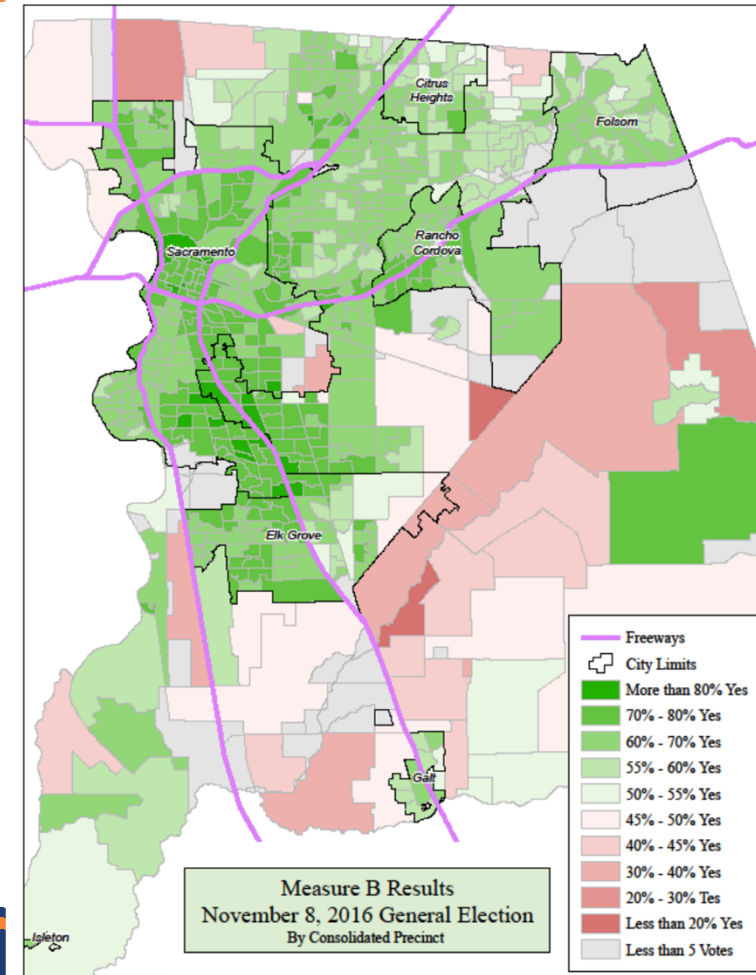 Citrus
Heights
Folsom
Rancho
Cordova
Sacramento
Elk Grove
Galt
Isleton
Freeways
City Limits
More than 80% Yes
70% - 80% Yes
60% - 70% Yes
55% - 60% Yes
50% - 55% Yes
45% - 50% Yes
40% - 45% Yes
30% - 40% Yes
20% - 30% Tes
Less than 20% Yes
Less than 5 Votes
Measure B Results
November 8, 2016 General Election
By Consolidated Precinct